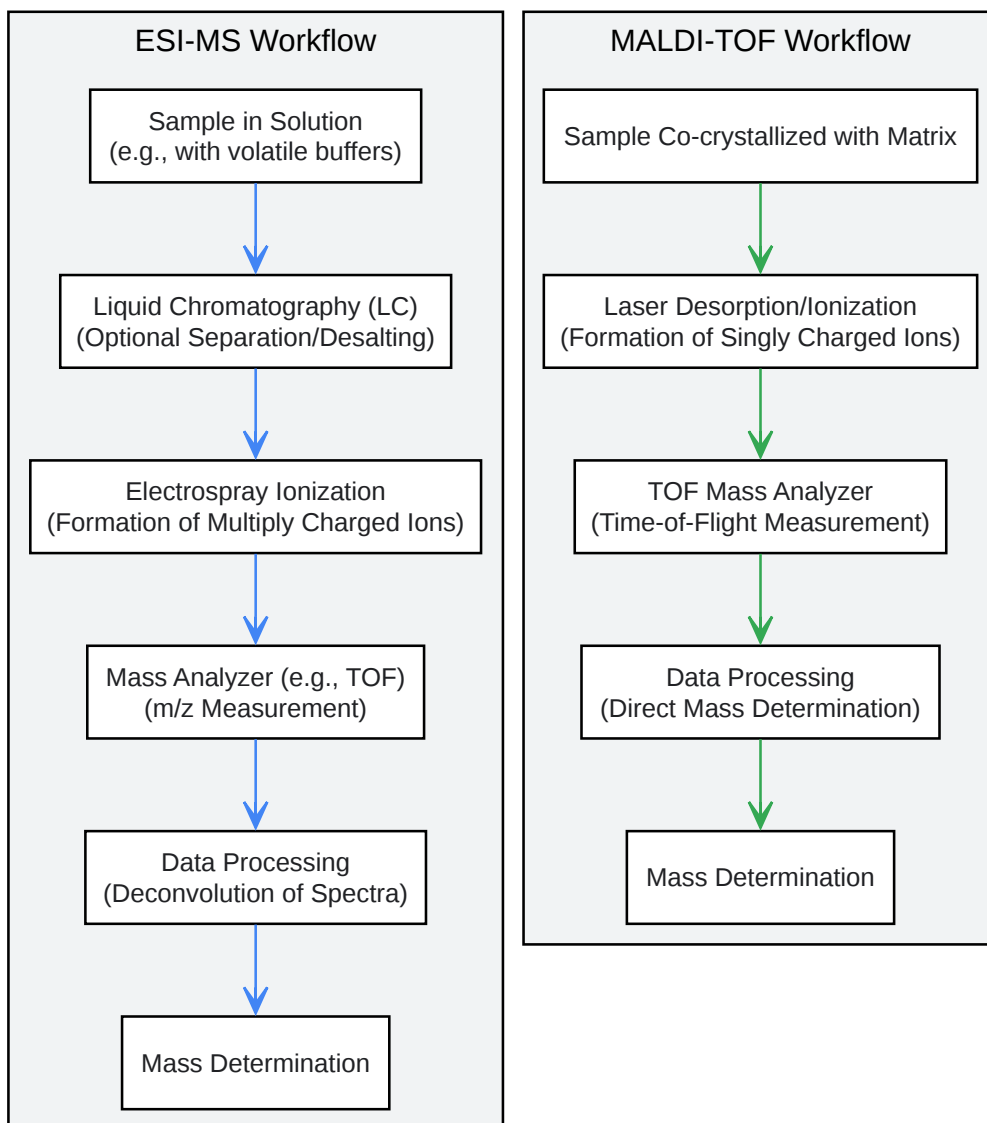 ESI-MS Workflow
Sample in Solution
(e.g., with volatile buffers)
Liquid Chromatography (LC)
(Optional Separation/Desalting)
Electrospray Ionization
(Formation of Multiply Charged Ions)
Mass Analyzer (e.g., TOF)
(m/z Measurement)
Data Processing
(Deconvolution of Spectra)
Mass Determination
MALDI-TOF Workflow
Sample Co-crystallized with Matrix
Laser Desorption/Ionization
(Formation of Singly Charged Ions)
TOF Mass Analyzer
(Time-of-Flight Measurement)
Data Processing
(Direct Mass Determination)
Mass Determination